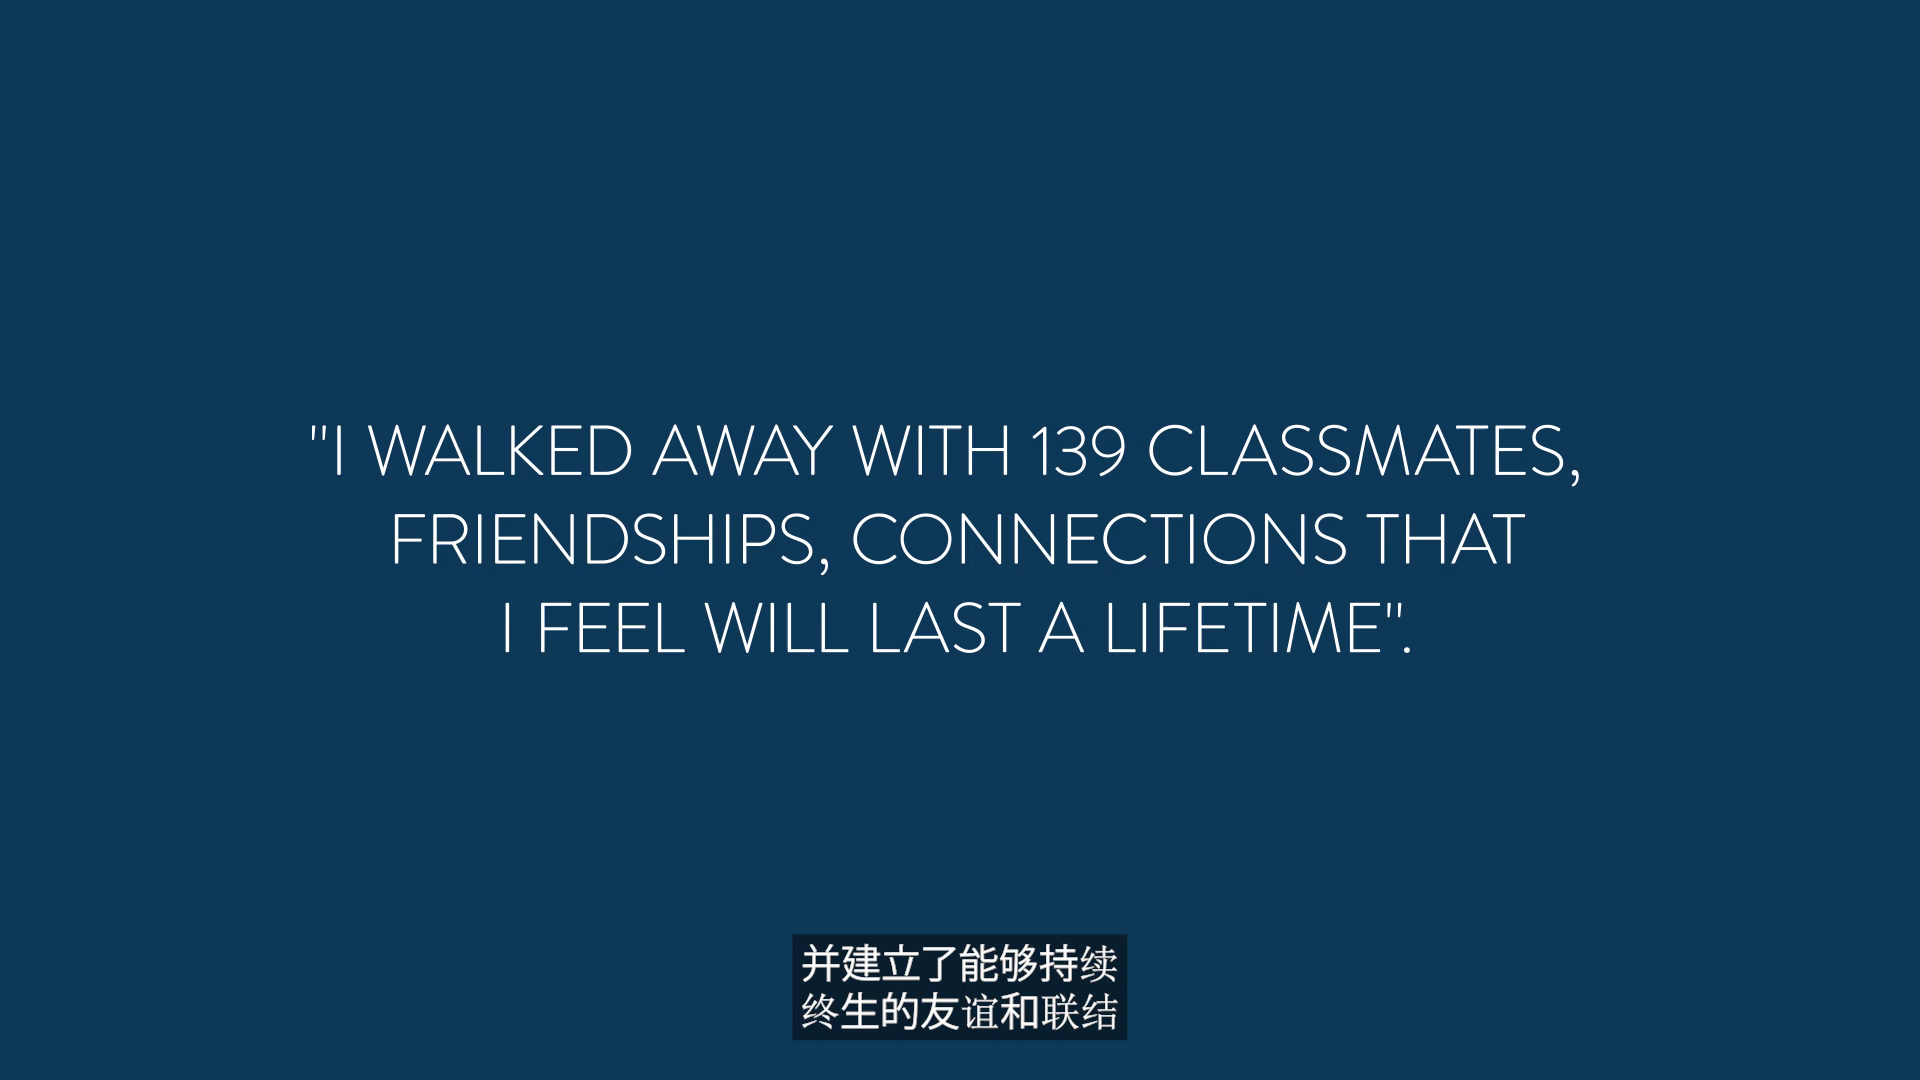 "I WALKED AWAY WITH 139 CLASSMATES,
FRIENDSHIPS, CONNECTIONS THAT
I FEEL WILL LAST A LIFETIME".
并建立了能够持续
终生的友谊和联结